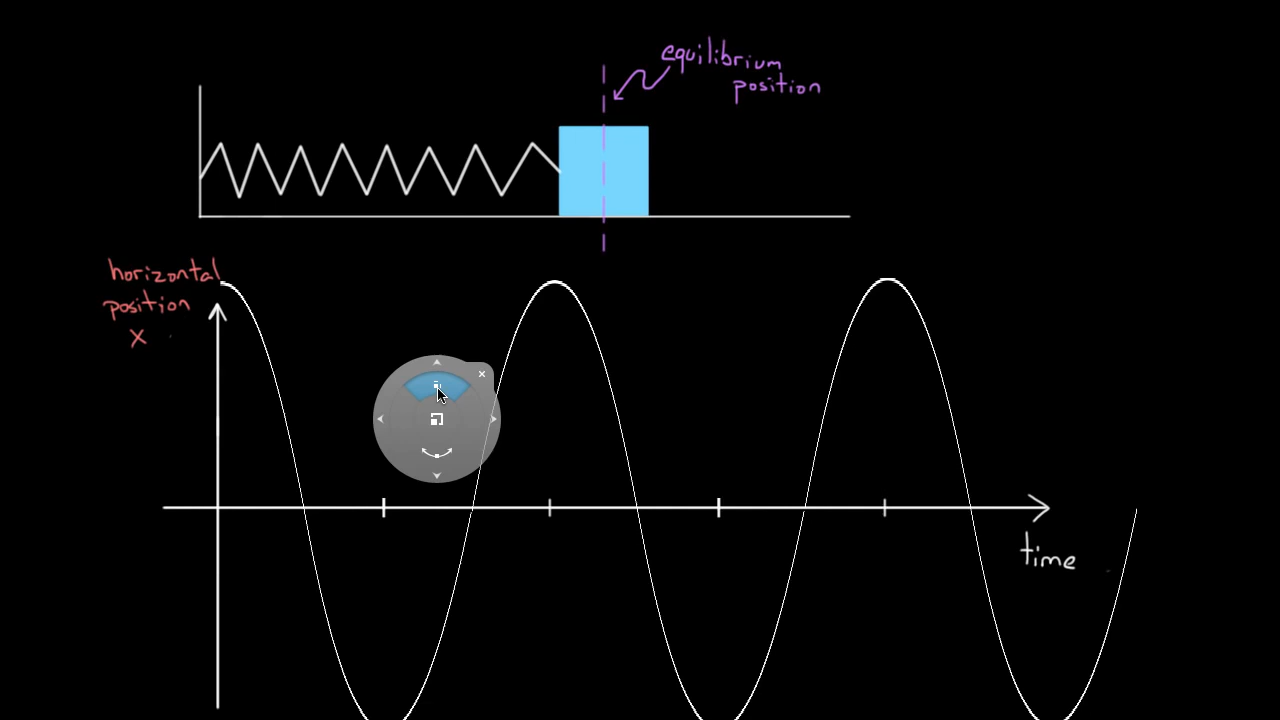 equilibrium
position
horizontal
position
x
time